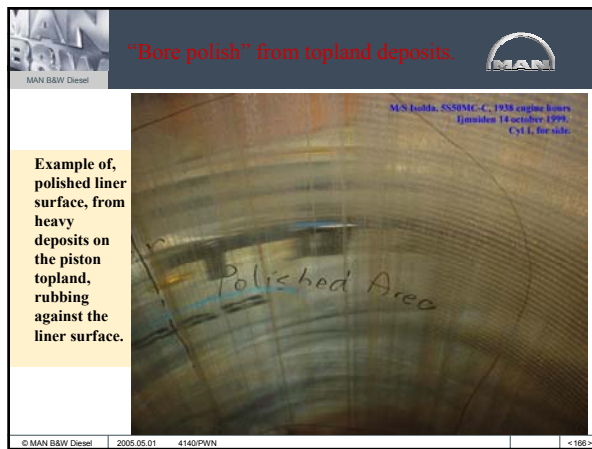 MAN
B&W
MAN B&W Diesel
“Bore polish” from topland deposits.
MAN
M/S Isolda, 5S50MC-C, 1938 engine hours
Ijmuiden 14 october 1999.
Cyl 1, for side.
Example of,
polished liner
surface, from
heavy
deposits on
the piston
topland,
rubbing
against the
liner surface.
Polished Area
© MAN B&W Diesel 2005.05.01 4140/PWN <166>